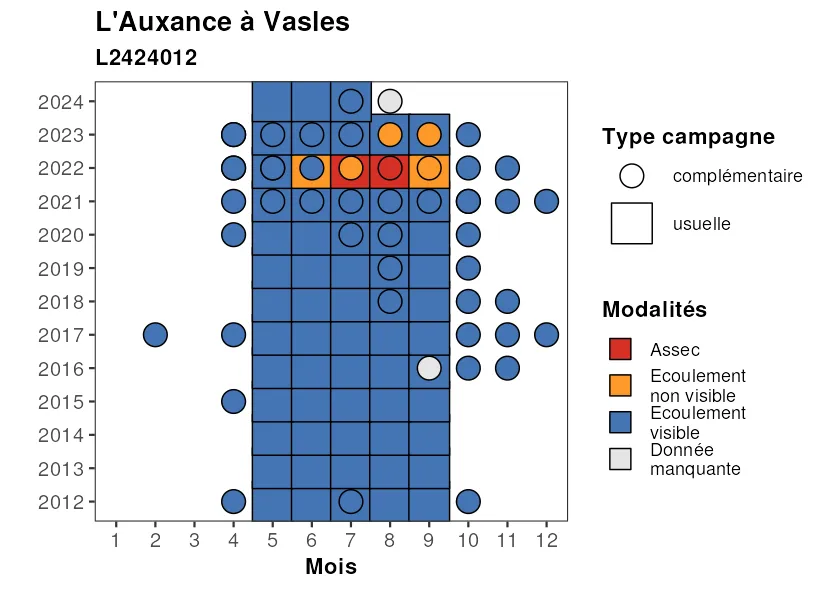 L'Auxance à Vasles
L2424012
2024
2023
2022
2021
2020
2019
2018
2017
2016
2015
2014
2013
2012
1 2 3 4 5 6 7 8 9 10 11 12
Mois
Type campagne
complémentaire
usuelle
Modalités
Assec
Ecoulement
non visible
Ecoulement
visible
Donnée
manquante